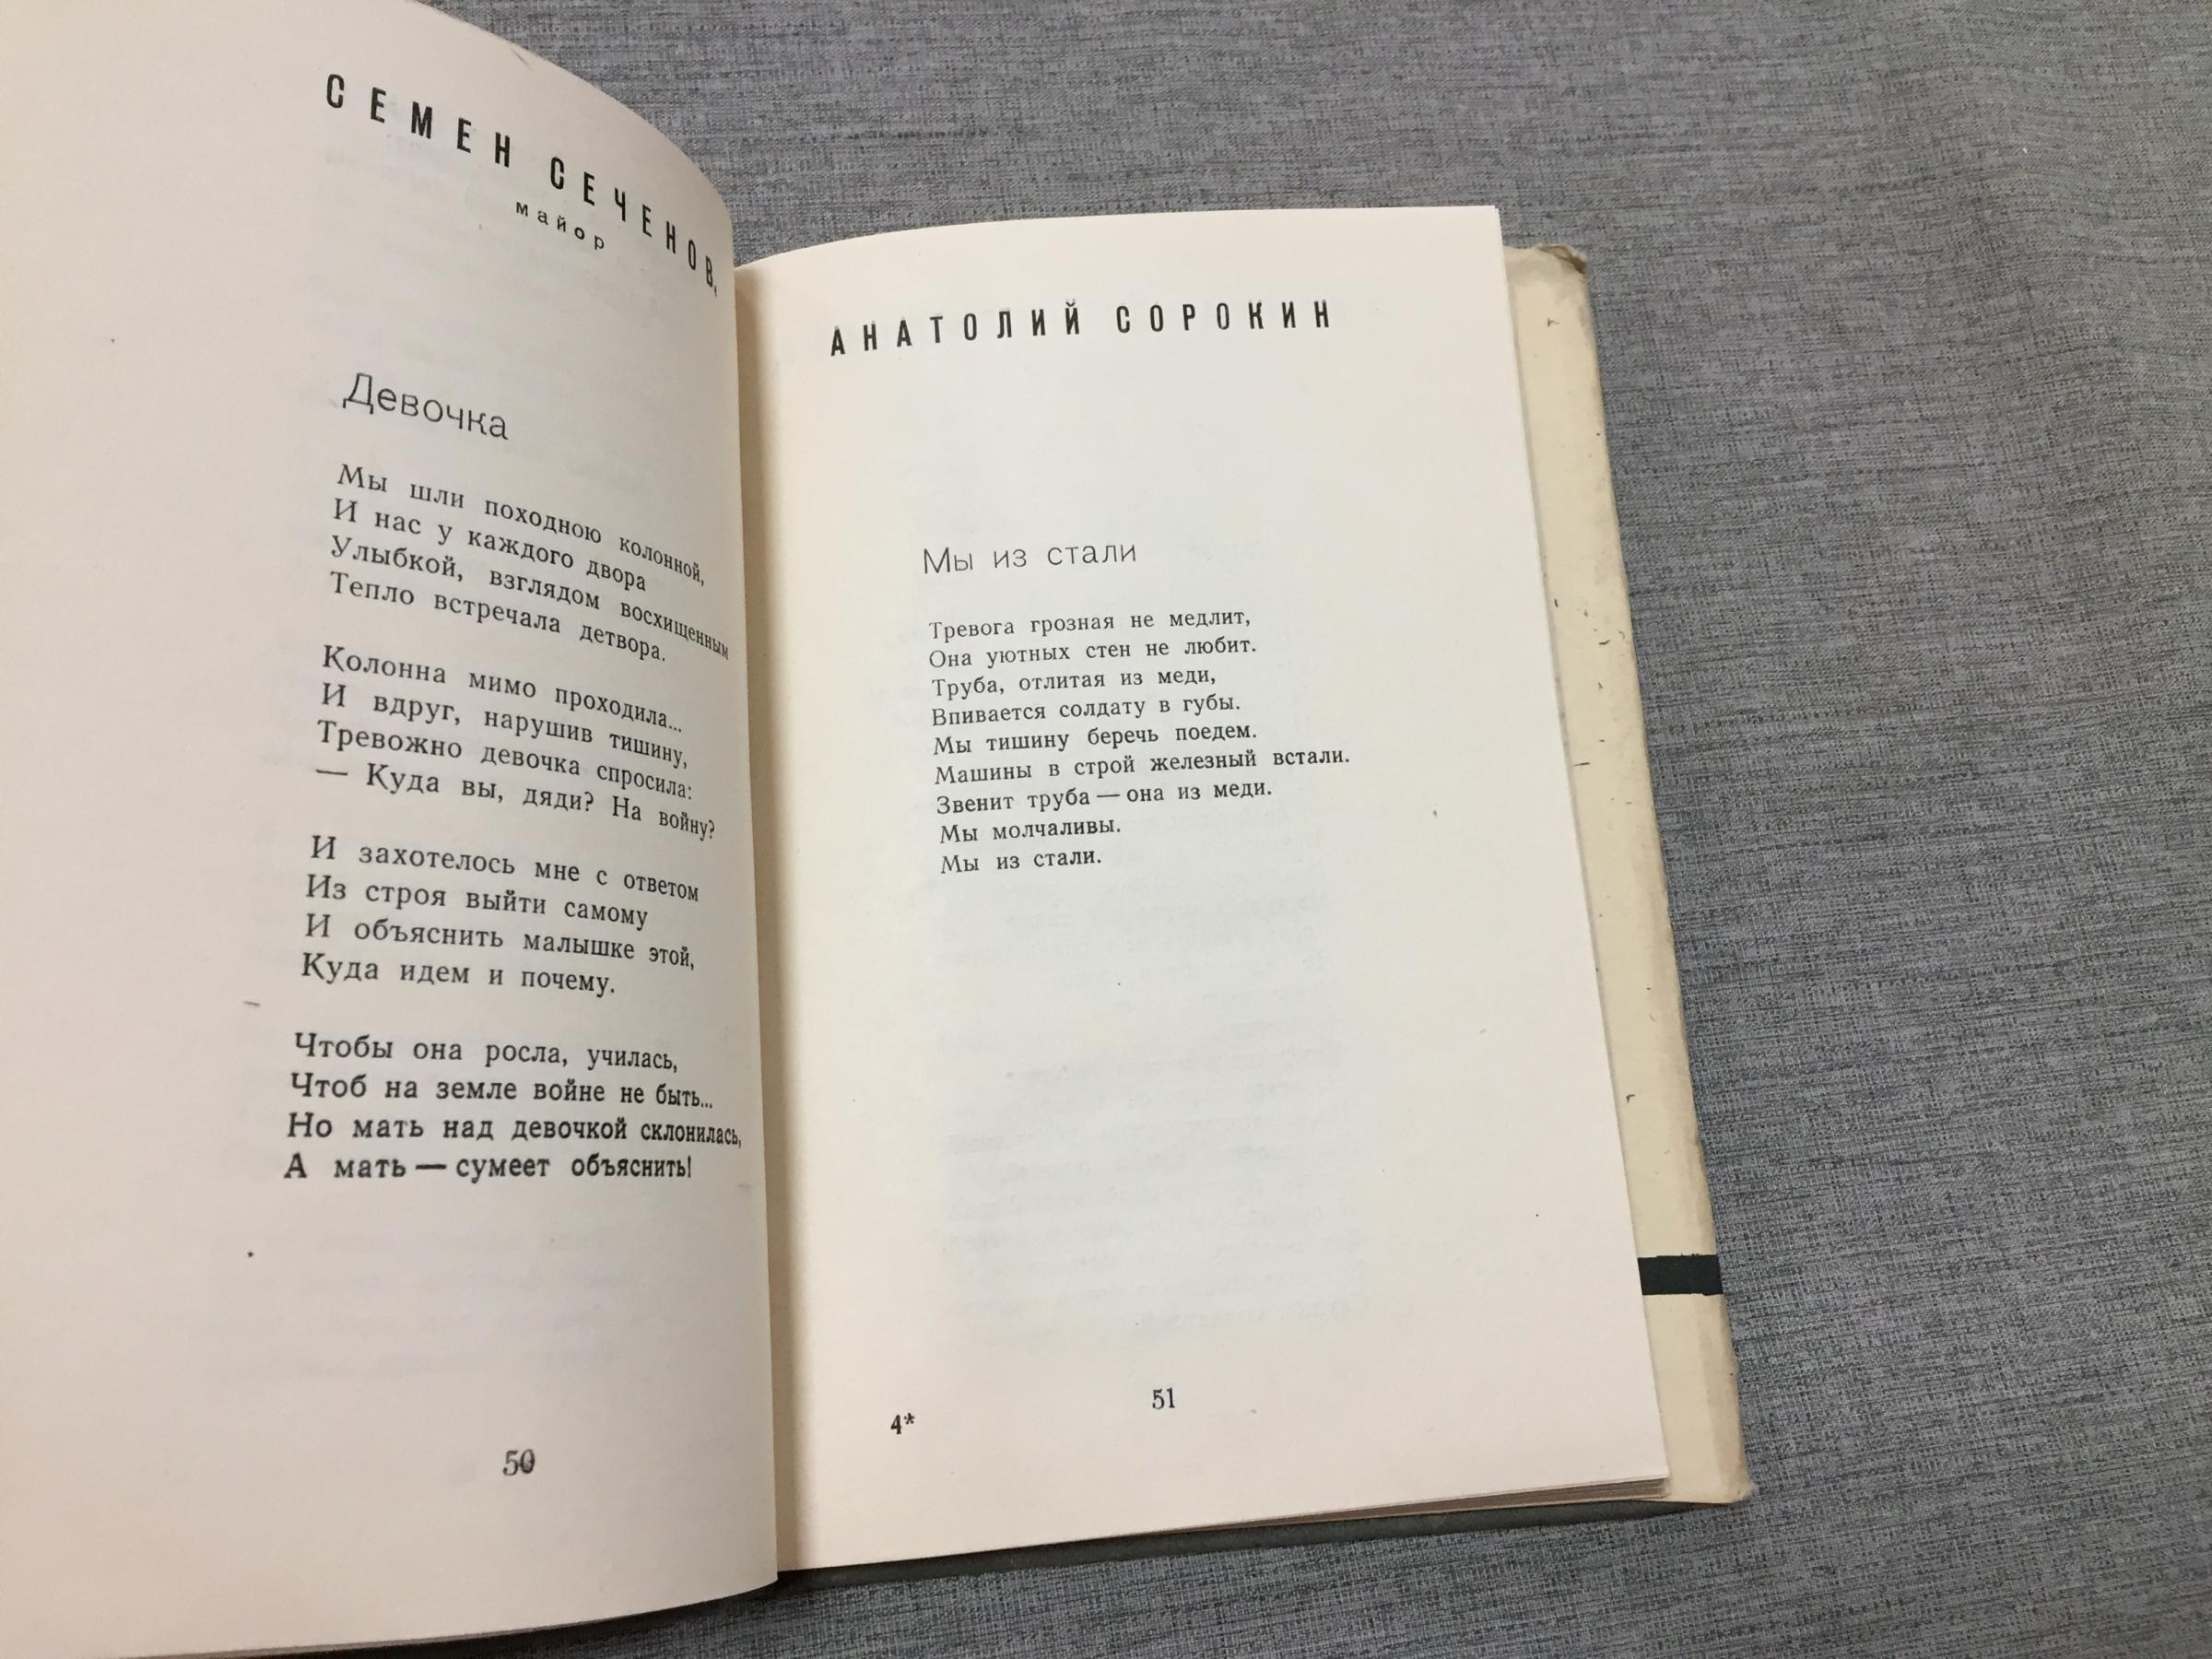 СЕМЕН СЕЧЕНОВ,
майор
Девочка
Мы шли походною колонной,
И нас у каждого двора
Улыбкой, взглядом восхищенным
Тепло встречала детвора.
Колонна мимо проходила...
И вдруг, нарушив тишину,
Тревожно девочка спросила:
— Куда вы, дяди? На войну?
И захотелось мне с ответом
Из строя выйти самому
И объяснить малышке этой,
Куда идем и почему.
Чтобы она росла, училась,
Чтоб на земле войне не быть...
Но мать над девочкой склонилась,
А мать — сумеет объяснить!
50
АНАТОЛИЙ СОРОКИН
Мы из стали
Тревога грозная не медлит,
Она уютных стен не любит.
Труба, отлитая из меди,
Впивается солдату в губы.
Мы тишину беречь поедем.
Машины в строй железный встали.
Звенит труба — она из меди.
Мы молчаливы.
Мы из стали.
4*
51